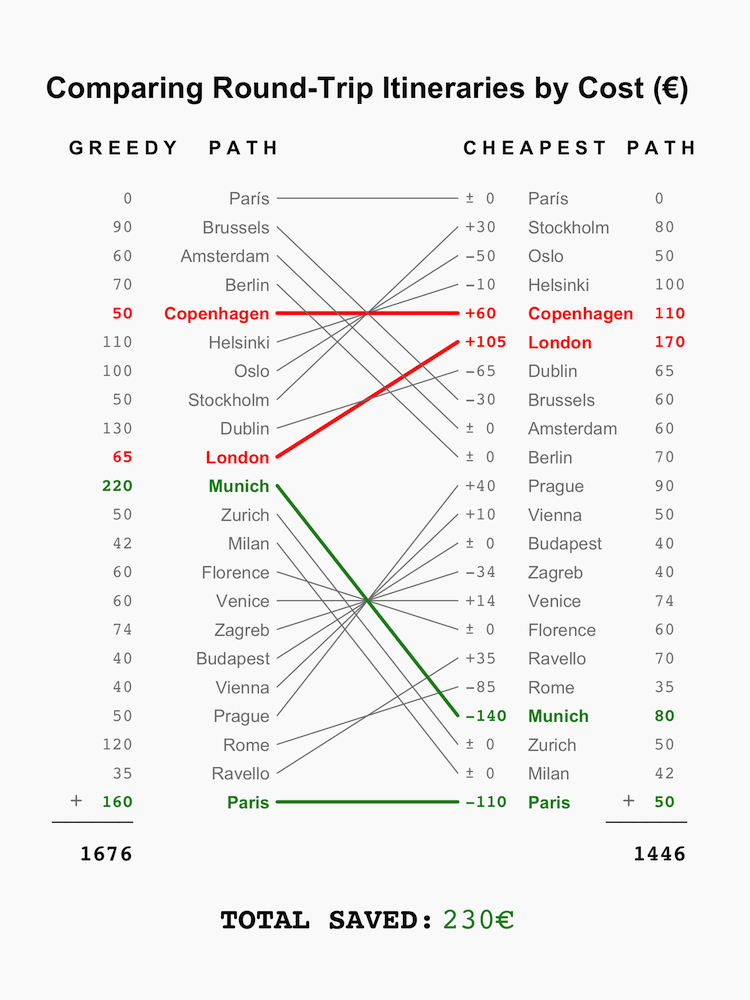 Comparing Round-Trip Itineraries by Cost (€)
GREEDY PATH CHEAPEST PATH
0 París ± 0 París 0
90 Brussels +30 Stockholm 80
60 Amsterdam −50 Oslo 50
70 Berlin −10 Helsinki 100
50 Copenhagen +60 Copenhagen 110
110 Helsinki +105 London 170
100 Oslo −65 Dublin 65
50 Stockholm −30 Brussels 60
130 Dublin ± 0 Amsterdam 60
65 London ± 0 Berlin 70
220 Munich +40 Prague 90
50 Zurich +10 Vienna 50
42 Milan ± 0 Budapest 40
60 Florence −34 Zagreb 40
60 Venice +14 Venice 74
74 Zagreb ± 0 Florence 60
40 Budapest +35 Ravello 70
40 Vienna −85 Rome 35
50 Prague −140 Munich 80
120 Rome ± 0 Zurich 50
35 Ravello ± 0 Milan 42
+ 160 Paris −110 Paris + 50
1676 1446
TOTAL SAVED: 230€